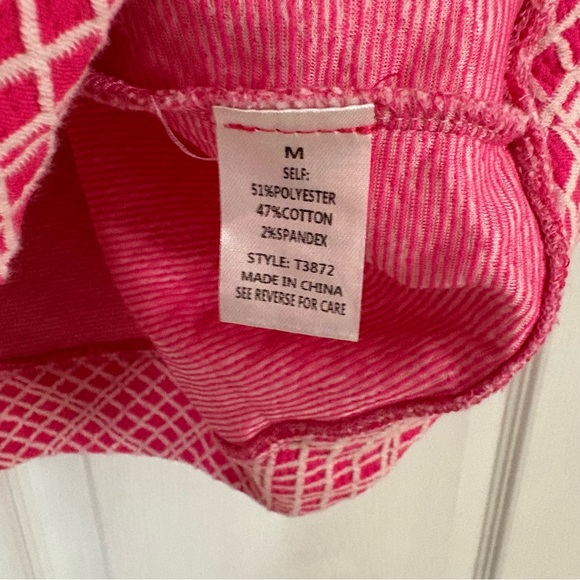 M
SELF:
51%POLYESTER
47%COTTON
2%SPANDEX
STYLE: T3872
MADE IN CHINA
SEE REVERSE FOR CARE